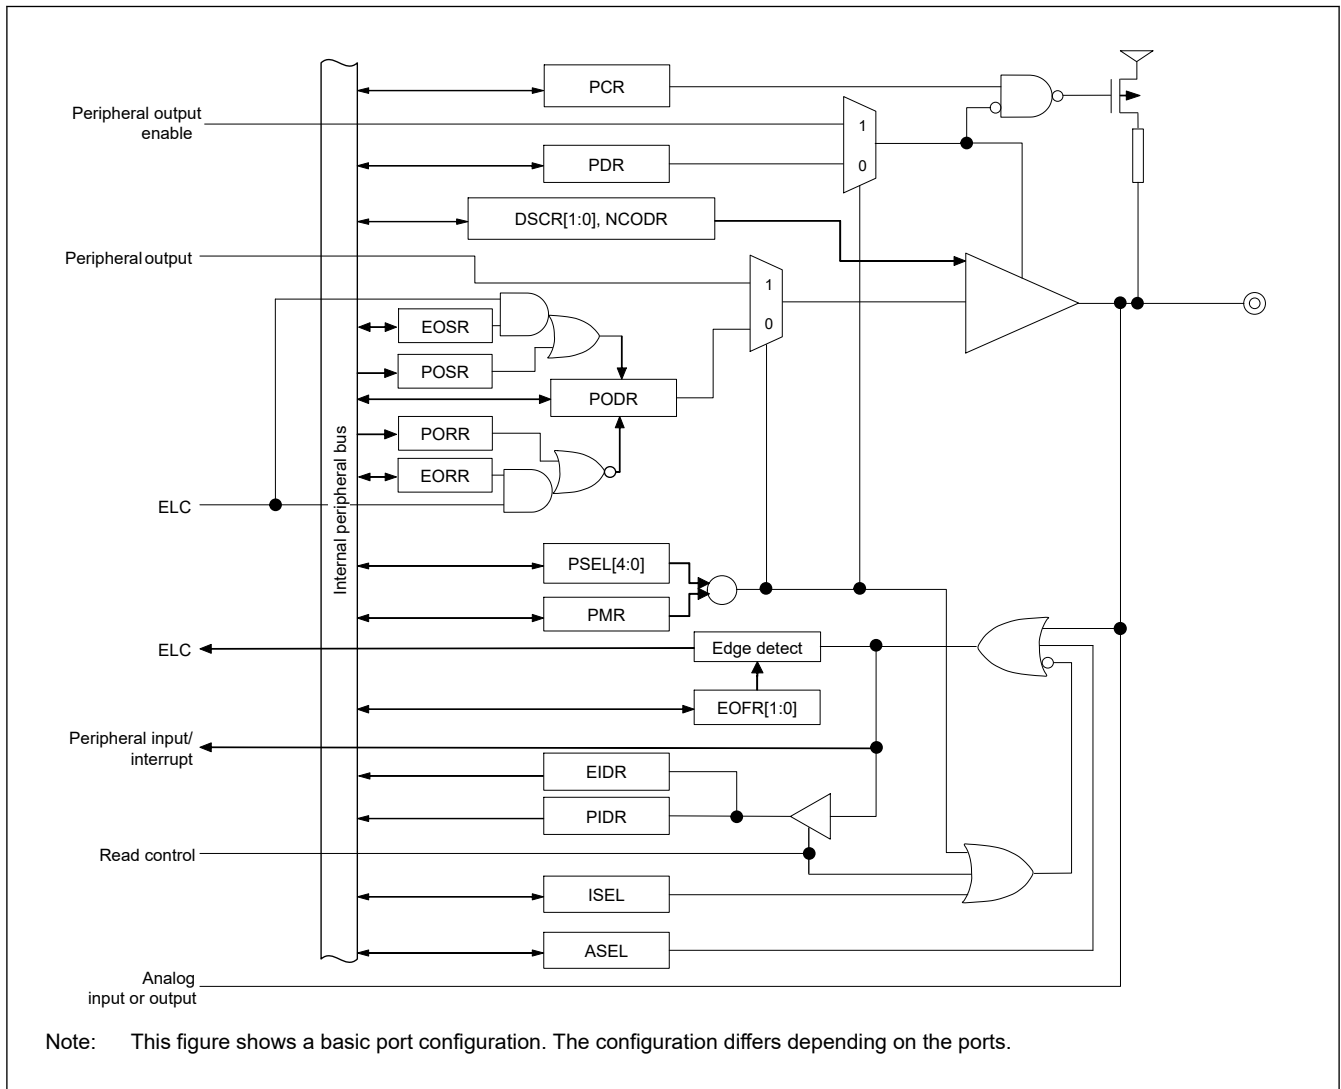 PCR
Peripheral output
enable
1
0
PDR
DSCR[1:0], NCODR
Peripheral output
1
0
EOSR
POSR
PODR
PORR
EORR
Internal peripheral bus
ELC
PSEL[4:0]
PMR
ELC
Edge detect
EOFR[1:0]
Peripheral input/
interrupt
EIDR
PIDR
Read control
ISEL
ASEL
Analog
input or output
Note: This figure shows a basic port configuration. The configuration differs depending on the ports.